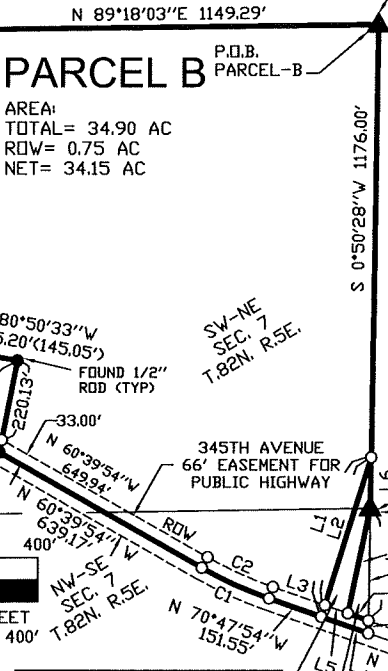 N 89°18'03"E 1149.29'
P.O.B.
PARCEL-B
PARCEL B
AREA:
TOTAL= 34.90 AC
ROW= 0.75 AC
NET= 34.15 AC
S 0°50'28"W 1176.00'
SW-NE
SEC. 7
T.82N. R.5E.
80°50'33"W
5.20'(145.05')
FOUND 1/2"
ROD (TYP)
220.13'
33.00'
N 60°39'54"W
649.94'
345TH AVENUE
66' EASEMENT FOR
PUBLIC HIGHWAY
N 60°39'54"W
639.17'
ROW
400'
C2
C1
L3
L1
L2
NW-SE
SEC. 7
T.82N. R.5E.
N 70°47'54"W
151.55'
EET
400'
L5
N